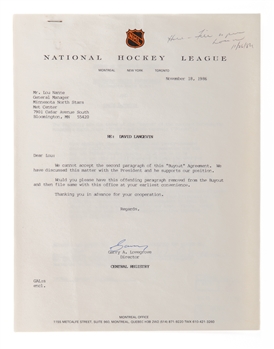 NATIONAL HOCKEY LEAGUE
MONTREAL NEW YORK TORONTO
November 18, 1986
Mr. Lou Nanne
General Manager
Minnesota North Stars
Met Center
7901 Cedar Avenue South
Bloomington, MN 55420
Re: DAVID LANGEVIN
Dear Lou:
We cannot accept the second paragraph of this "Buyout" Agreement. We
have discussed this matter with the President and he supports our position.
Would you please have this offending paragraph removed from the Buyout
and then file same with this office at your earliest convenience.
Thanking you in advance for your cooperation.
Regards,
Garry A. Lovegrove
Director
CENTRAL REGISTRY
GAL
encl.
MONTREAL OFFICE